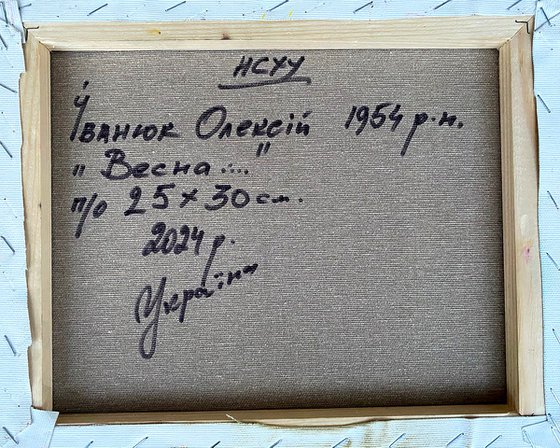 НСХУ
Іванюк Олексій 1954 р.н.
"Весна...."
п/о 25 x 30 см.
2024 р.
Україна